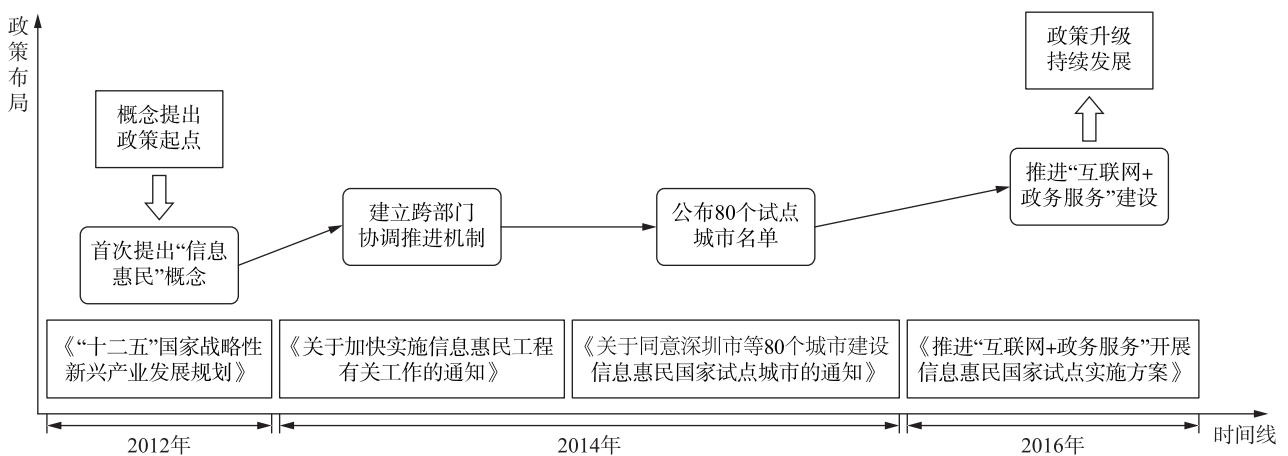 政策布局
政策升级
持续发展
概念提出
政策起点
推进“互联网+
政务服务”建设
建立跨部门
协调推进机制
公布80个试点
城市名单
首次提出“信息
惠民”概念
《“十二五”国家战略性
新兴产业发展规划》
《关于加快实施信息惠民工程
有关工作的通知》
《关于同意深圳市等80个城市建设
信息惠民国家试点城市的通知》
《推进“互联网+政务服务”开展
信息惠民国家试点实施方案》
2012年
2014年
2016年
时间线